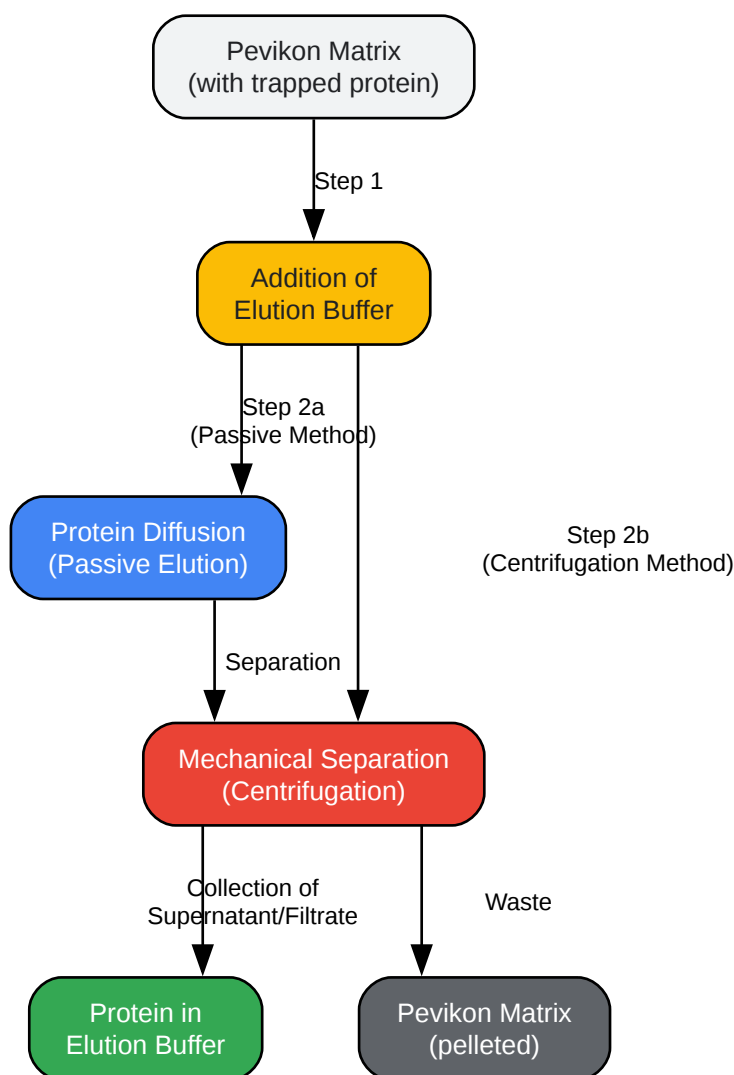 Pevikon Matrix
(with trapped protein)
Step 1
Addition of
Elution Buffer
Step 2a
(Passive Method)
Protein Diffusion
(Passive Elution)
Step 2b
(Centrifugation Method)
Separation
Mechanical Separation
(Centrifugation)
Collection of
Supernatant/Filtrate
Waste
Protein in
Elution Buffer
Pevikon Matrix
(pelleted)